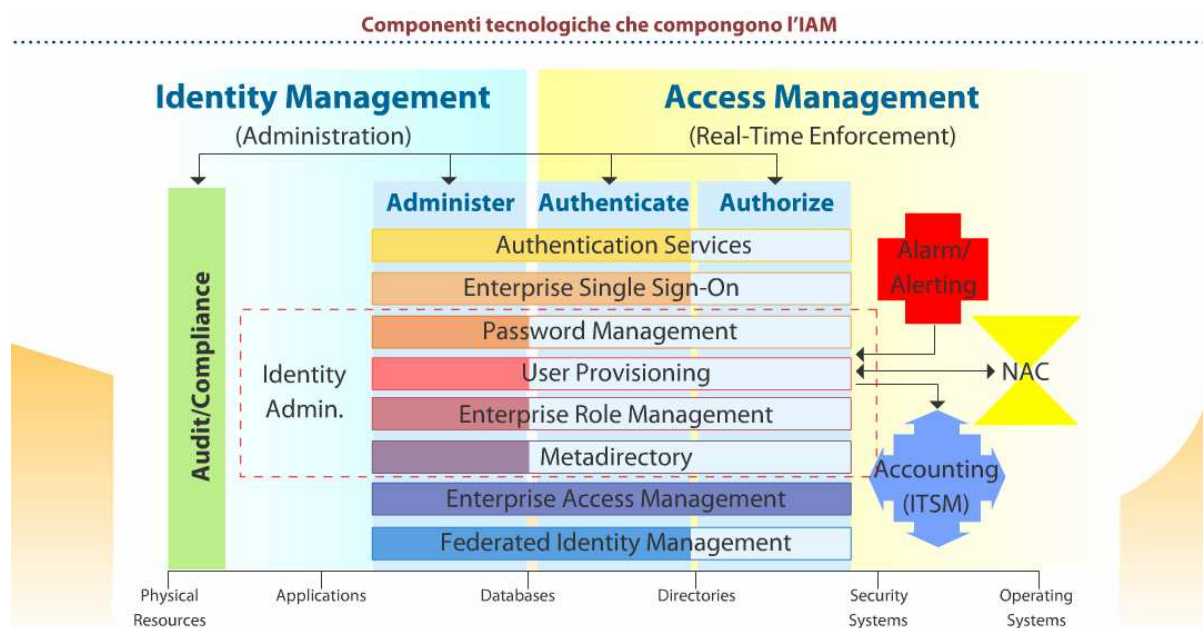 Componenti tecnologiche che compongono l'IAM
Identity Management
(Administration)
Access Management
(Real-Time Enforcement)
Administer
Authenticate
Authorize
Audit/Compliance
Authentication Services
Enterprise Single Sign-On
Password Management
User Provisioning
Enterprise Role Management
Metadirectory
Enterprise Access Management
Federated Identity Management
Identity
Admin.
Alarm/
Alerting
NAC
Accounting
(ITSM)
Physical
Resources
Applications
Databases
Directories
Security
Systems
Operating
Systems